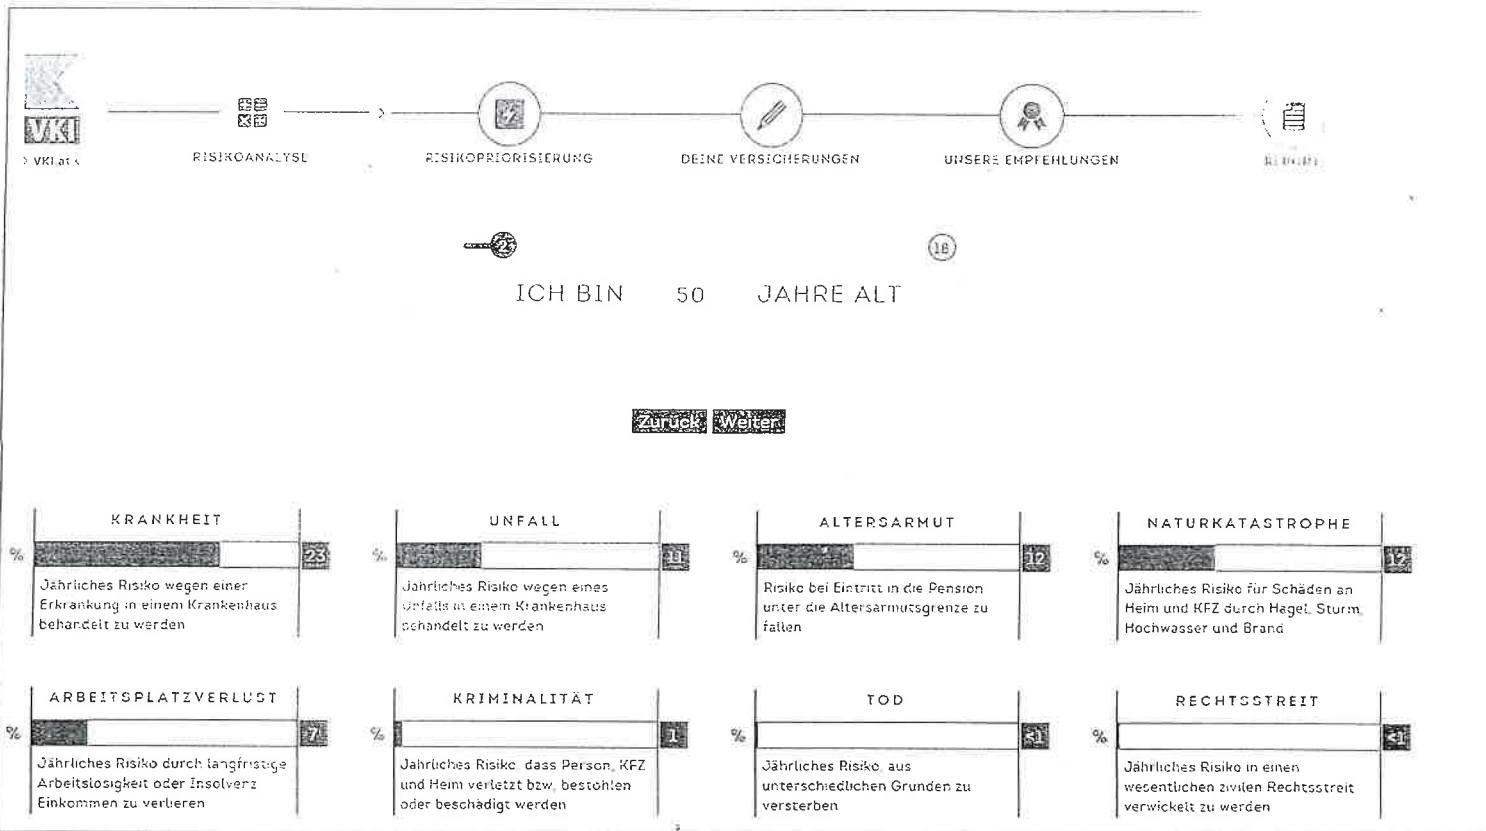 VKI
> VKI.at <
RISIKOANALYSE
RISIKOPRIORISIERUNG
DEINE VERSICHERUNGEN
UNSERE EMPFEHLUNGEN
2
18
ICH BIN 50 JAHRE ALT
Zurück Weiter
KRANKHEIT
% 23
Jährliches Risiko wegen einer
Erkrankung in einem Krankenhaus
behandelt zu werden
UNFALL
% 11
Jährliches Risiko wegen eines
Unfalls in einem Krankenhaus
behandelt zu werden
ALTERSARMUT
% 12
Risiko bei Eintritt in die Pension
unter die Altersarmutsgrenze zu
fallen
NATURKATASTROPHE
% 12
Jährliches Risiko für Schäden an
Heim und KFZ durch Hagel, Sturm,
Hochwasser und Brand
ARBEITSPLATZVERLUST
% 7
Jährliches Risiko durch langfristige
Arbeitslosigkeit oder Insolvenz
Einkommen zu verlieren
KRIMINALITÄT
% 1
Jährliches Risiko, dass Person, KFZ
und Heim verletzt bzw. bestohlen
oder beschädigt werden
TOD
% <1
Jährliches Risiko, aus
unterschiedlichen Gründen zu
versterben
RECHTSSTREIT
% <1
Jährliches Risiko in einen
wesentlichen zivilen Rechtsstreit
verwickelt zu werden